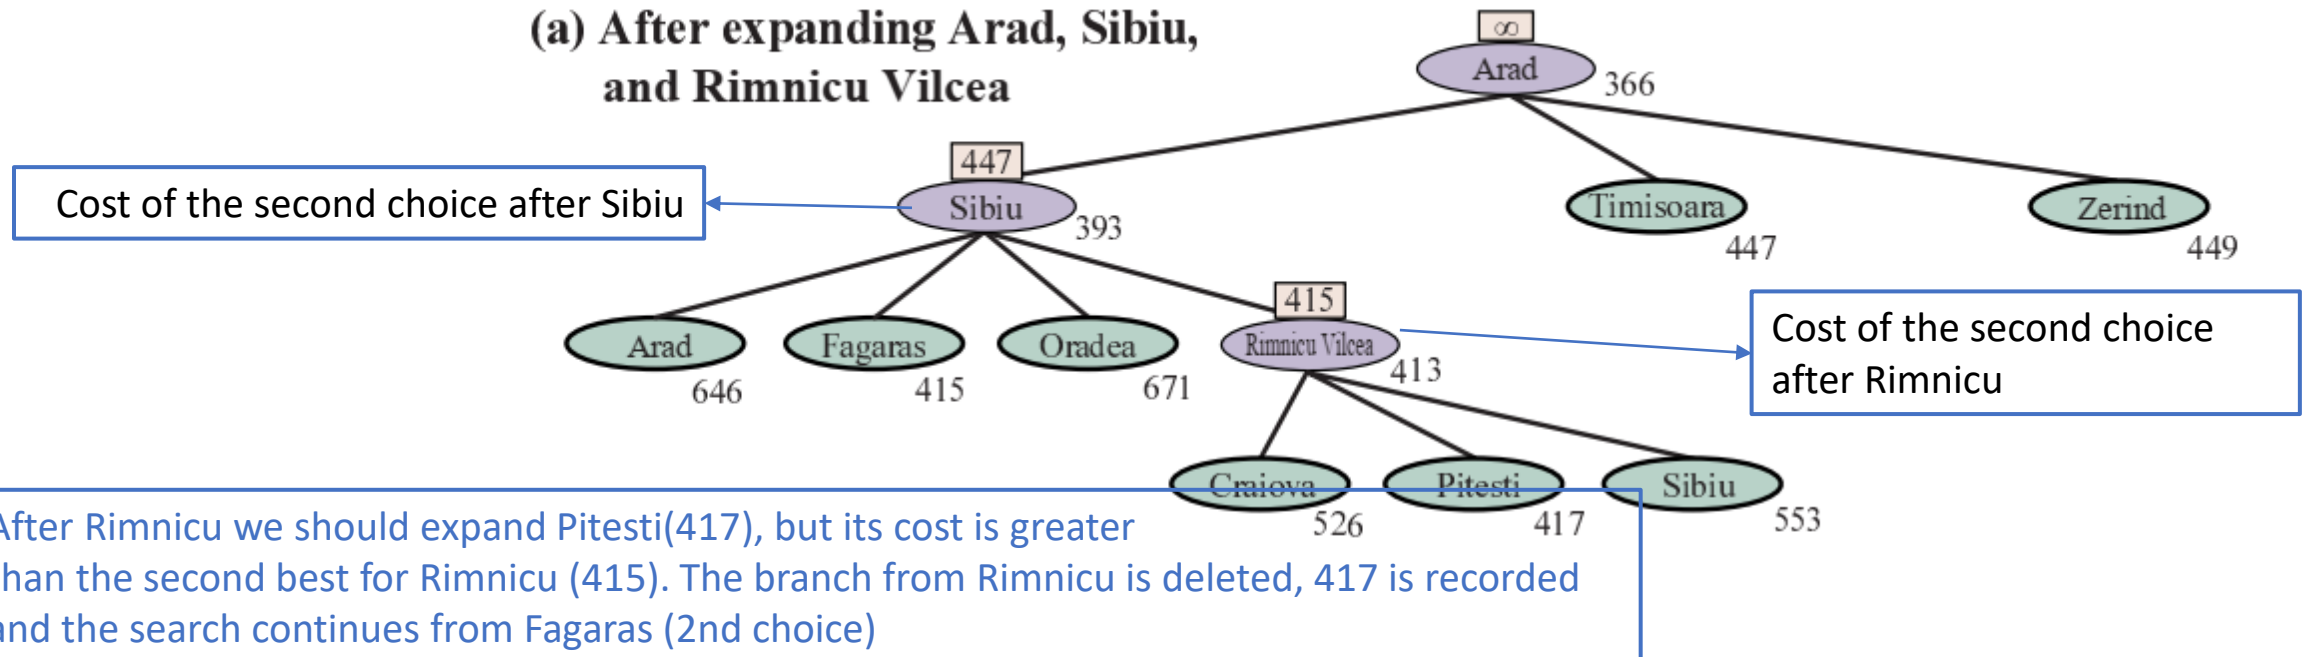 (a) After expanding Arad, Sibiu,
and Rimnicu Vilcea
∞
Arad
366
447
Cost of the second choice after Sibiu
Sibiu
393
Timisoara
447
Zerind
449
415
Arad
646
Fagaras
415
Oradea
671
Rimnicu Vilcea
413
Cost of the second choice
after Rimnicu
Craiova
526
Pitesti
417
Sibiu
553
After Rimnicu we should expand Pitesti(417), but its cost is greater
than the second best for Rimnicu (415). The branch from Rimnicu is deleted, 417 is recorded
and the search continues from Fagaras (2nd choice)